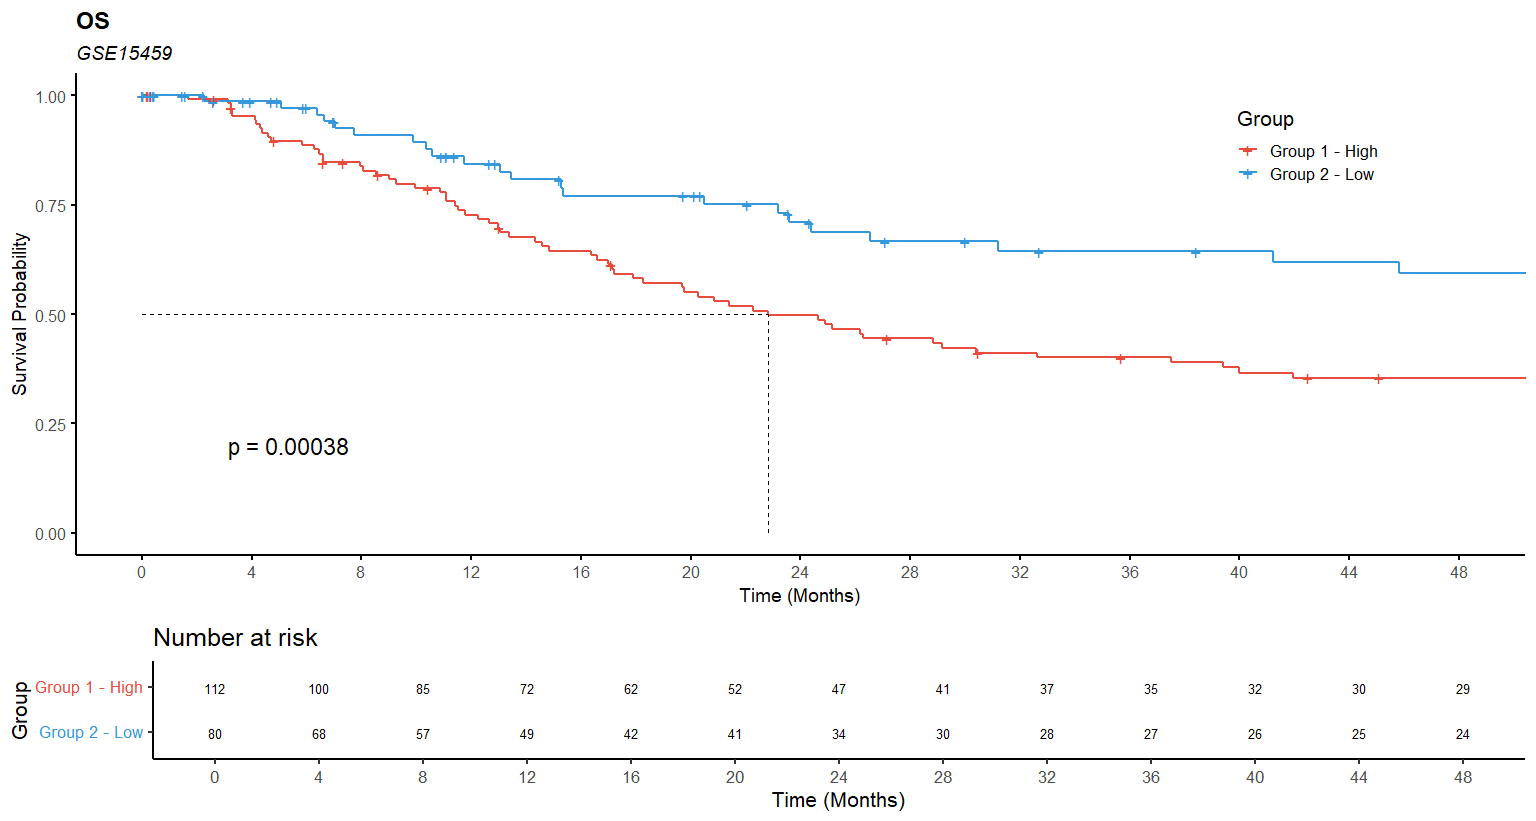 OS
GSE15459
Survival Probability
1.00
0.75
0.50
0.25
0.00
Group
Group 1 - High
Group 2 - Low
p = 0.00038
0 4 8 12 16 20 24 28 32 36 40 44 48
Time (Months)
Number at risk
Group
Group 1 - High 112 100 85 72 62 52 47 41 37 35 32 30 29
Group 2 - Low 80 68 57 49 42 41 34 30 28 27 26 25 24
0 4 8 12 16 20 24 28 32 36 40 44 48
Time (Months)